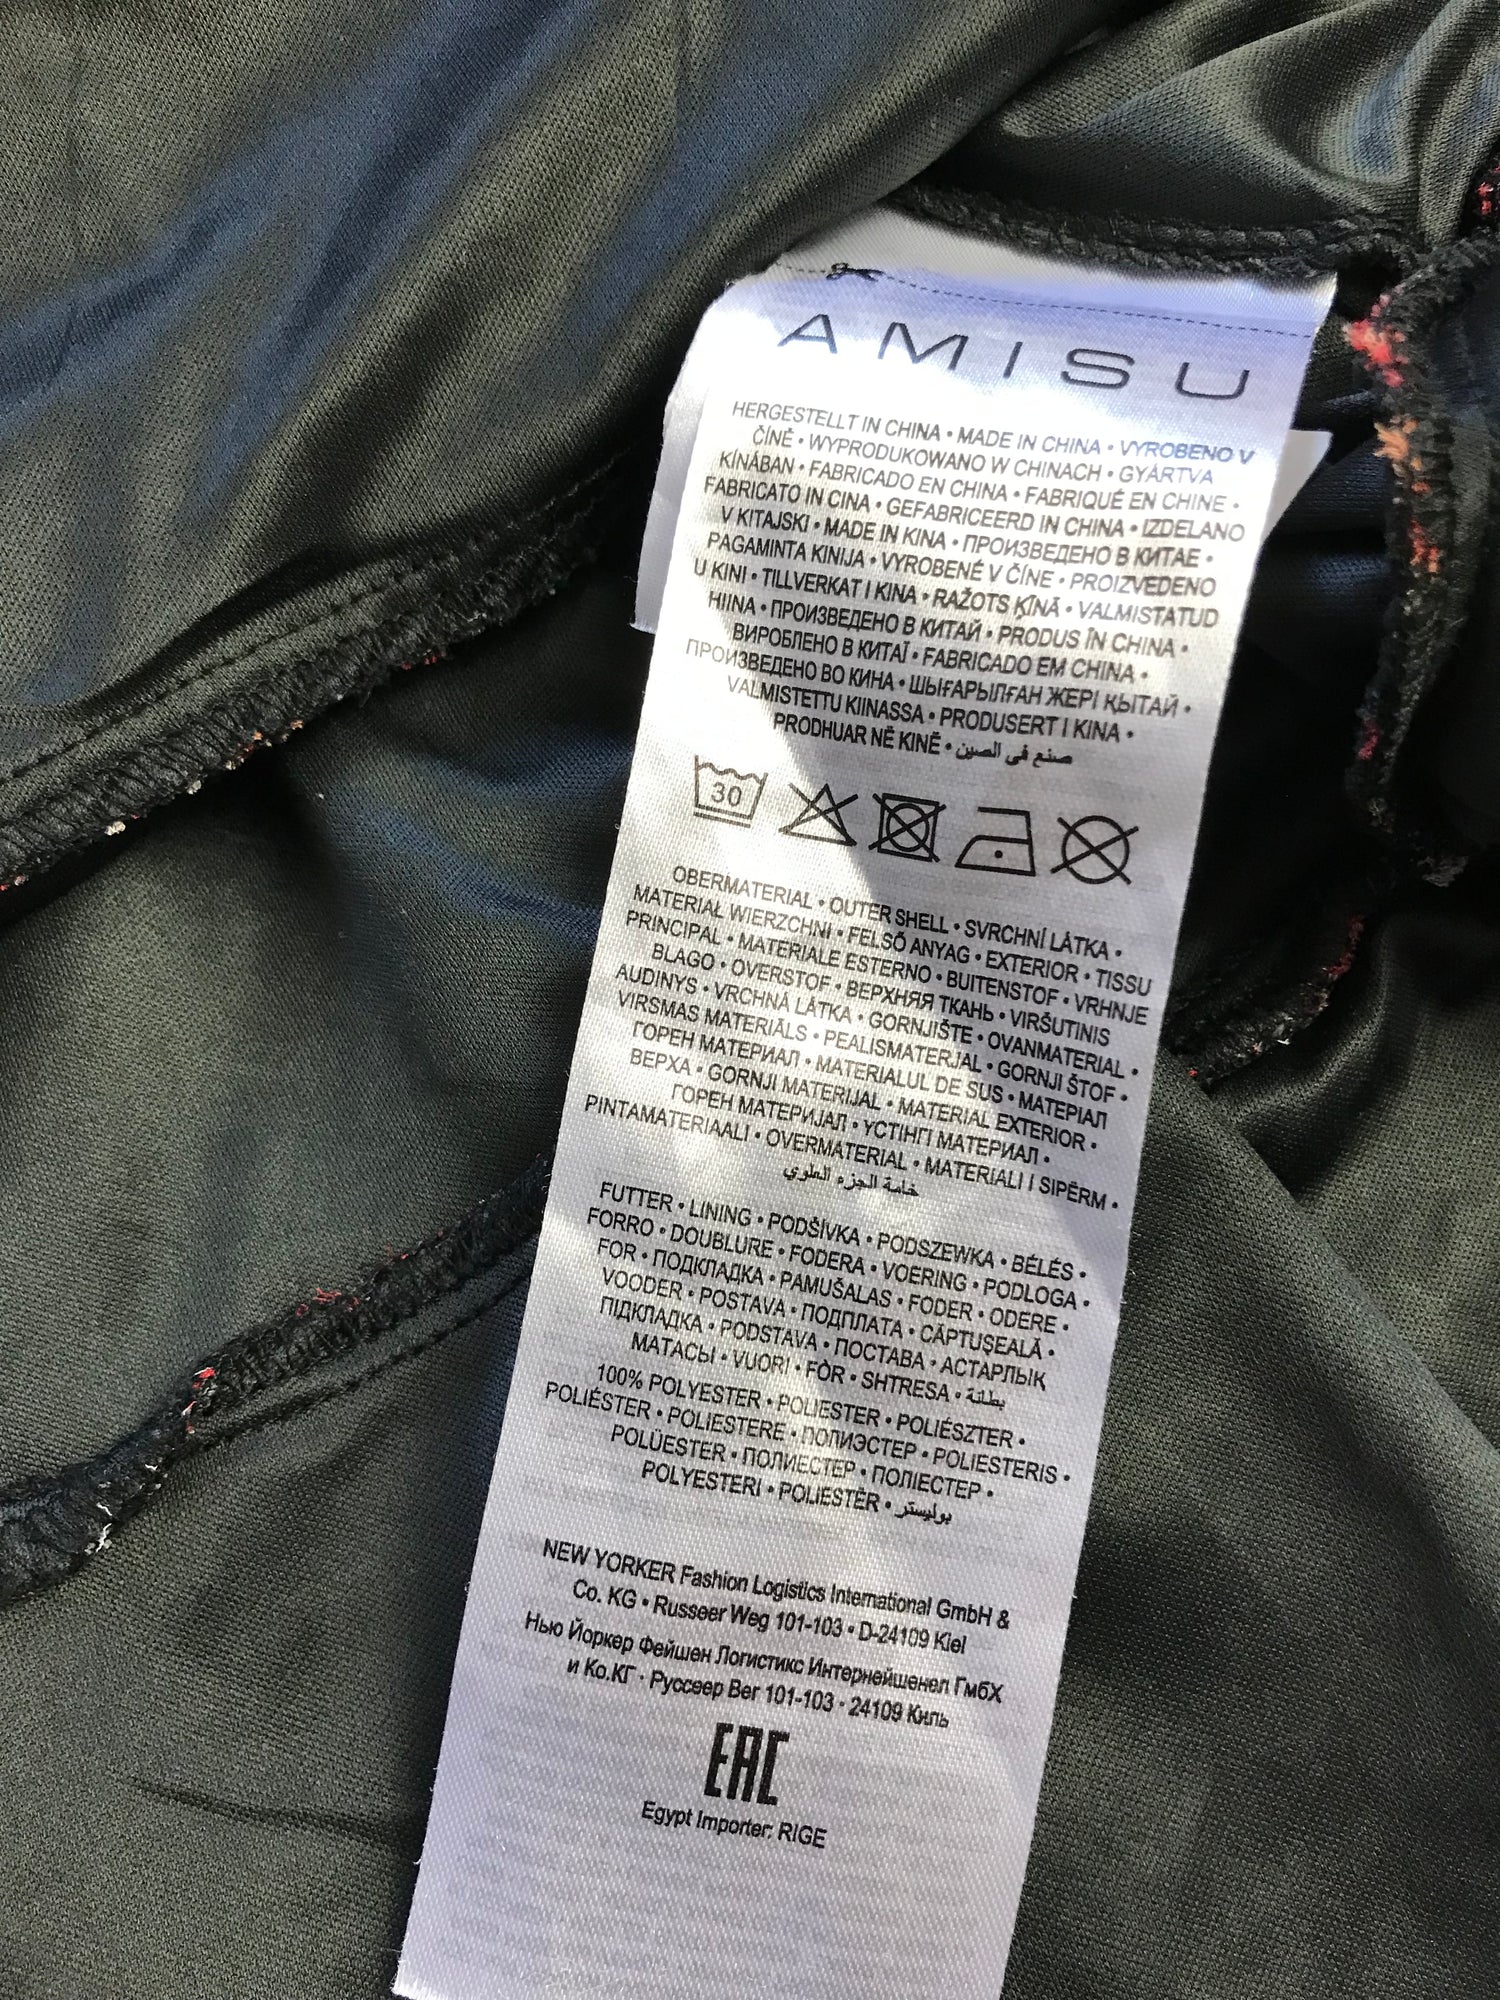 AMISU
HERGESTELLT IN CHINA • MADE IN CHINA • VYROBENO V
ČÍNĚ • WYPRODUKOWANO W CHINACH • GYÁRTVA
KÍNÁBAN • FABRICADO EN CHINA • FABRIQUÉ EN CHINE •
FABRICATO IN CINA • GEFABRICEERD IN CHINA • IZDELANO
V KITAJSKI • MADE IN KINA • ПРОИЗВЕДЕНО В КИТАЕ •
PAGAMINTA KINIJA • VYROBENÉ V ČÍNE • PROIZVEDENO
U KINI • TILLVERKAT I KINA • RAŽOTS ĶĪNĀ • VALMISTATUD
HIINA • ПРОИЗВЕДЕНО В КИТАЙ • PRODUS ÎN CHINA •
ВИРОБЛЕНО В КИТАЇ • FABRICADO EM CHINA •
ПРОИЗВЕДЕНО ВО КИНА • ШЫҒАРЫЛҒАН ЖЕРІ ҚЫТАЙ •
VALMISTETTU KIINASSA • PRODUSERT I KINA •
PRODHUAR NË KINË • صنع في الصين
30
OBERMATERIAL • OUTER SHELL • SVRCHNÍ LÁTKA •
MATERIAŁ WIERZCHNI • FELSŐ ANYAG • EXTERIOR • TISSU
PRINCIPAL • MATERIALE ESTERNO • BUITENSTOF • VRHNJE
BLAGO • OVERSTOF • ВЕРХНЯЯ ТКАНЬ • VIRŠUTINIS
AUDINYS • VRCHNÁ LÁTKA • GORNJIŠTE • OVANMATERIAL •
VIRSMAS MATERIĀLS • PEALISMATERJAL • GORNJI ŠTOF •
ГОРЕН МАТЕРИАЛ • MATERIALUL DE SUS • МАТЕРІАЛ
ВЕРХА • GORNJI MATERIJAL • MATERIAL EXTERIOR •
ГОРЕН МАТЕРИЈАЛ • ҮСТІНГІ МАТЕРИАЛ •
PINTAMATERIAALI • OVERMATERIAL • MATERIALI I SIPËRM •
خامة الجزء العلوي
FUTTER • LINING • PODŠÍVKA • PODSZEWKA • BÉLÉS •
FORRO • DOUBLURE • FODERA • VOERING • PODLOGA •
FOR • ПОДКЛАДКА • PAMUŠALAS • FODER • ODERE •
VOODER • POSTAVA • ПОДПЛАТА • CĂPTUȘEALĂ •
ПІДКЛАДКА • PODSTAVA • ПОСТАВА • АСТАРЛЫҚ
МАТАСЫ • VUORI • FÒR • SHTRESA • بطانة
100% POLYESTER • POLIESTER • POLIÉSZTER •
POLIÉSTER • POLIESTERE • ПОЛИЭСТЕР • POLIESTERIS •
POLÜESTER • ПОЛИЕСТЕР • ПОЛІЕСТЕР •
POLYESTERI • POLIESTËR • بوليستر
NEW YORKER Fashion Logistics International GmbH &
Co. KG • Russeer Weg 101-103 • D-24109 Kiel
Нью Йоркер Фейшен Логистикс Интернейшенел ГмбХ
и Ко.КГ · Руссеер Вег 101-103 · 24109 Киль
EAC
Egypt Importer: RIGE